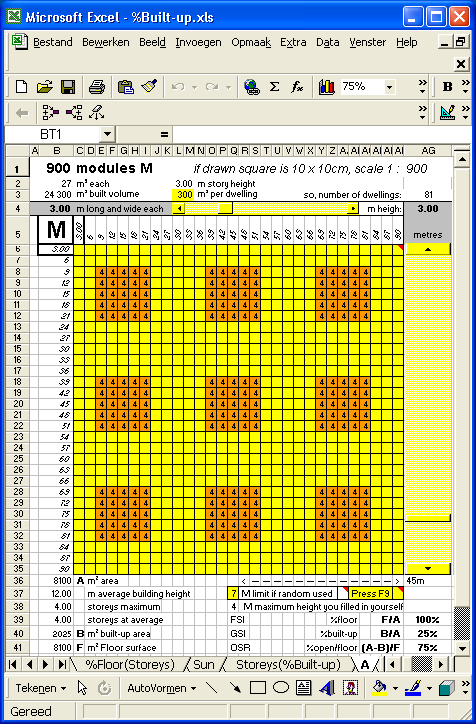 Microsoft Excel - %Built-up.xls
Bestand Bewerken Beeld Invoegen Opmaak Extra Data Venster Help
75% B
BT1 =
A B C D E F G H I J K L M N O P Q R S T U V W X Y Z A A A A A A A AG
1 900 modules M if drawn square is 10 x 10cm, scale 1 : 900
2 27 m³ each 3.00 m story height
3 24 300 m³ built volume 300 m³ per dwelling so, number of dwellings: 81
4 3.00 m long and wide each m heigh: 3.00
5 M 3.00 6 9 12 15 18 21 24 27 30 33 36 39 42 45 48 51 54 57 60 63 66 69 72 75 78 81 84 87 90 metres
6 3.00
7 6
8 9 4 4 4 4 4 4 4 4 4 4 4 4 4 4 4
9 12 4 4 4 4 4 4 4 4 4 4 4 4 4 4 4
10 15 4 4 4 4 4 4 4 4 4 4 4 4 4 4 4
11 18 4 4 4 4 4 4 4 4 4 4 4 4 4 4 4
12 21 4 4 4 4 4 4 4 4 4 4 4 4 4 4 4
13 24
14 27
15 30
16 33
17 36
18 39 4 4 4 4 4 4 4 4 4 4 4 4 4 4 4
19 42 4 4 4 4 4 4 4 4 4 4 4 4 4 4 4
20 45 4 4 4 4 4 4 4 4 4 4 4 4 4 4 4
21 48 4 4 4 4 4 4 4 4 4 4 4 4 4 4 4
22 51 4 4 4 4 4 4 4 4 4 4 4 4 4 4 4
23 54
24 57
25 60
26 63
27 66
28 69 4 4 4 4 4 4 4 4 4 4 4 4 4 4 4
29 72 4 4 4 4 4 4 4 4 4 4 4 4 4 4 4
30 75 4 4 4 4 4 4 4 4 4 4 4 4 4 4 4
31 78 4 4 4 4 4 4 4 4 4 4 4 4 4 4 4
32 81 4 4 4 4 4 4 4 4 4 4 4 4 4 4 4
33 84
34 87
35 90
36 8100 A m² area < - - - - - - - - - - - - - - - - - - > 45m
37 12.00 m average building height 7 M limit if random used Press F9
38 4.00 storeys maximum 4 M maximum height you filled in yourself
39 4.00 storeys at average FSI %floor F/A 100%
40 2025 B m² built-up area GSI %built-up B/A 25%
41 8100 F m² Floor surface OSR %open/floor (A-B)/F 75%
%Floor(Storeys) Sun Storeys(%Built-up) A
Tekenen AutoVormen
Gereed